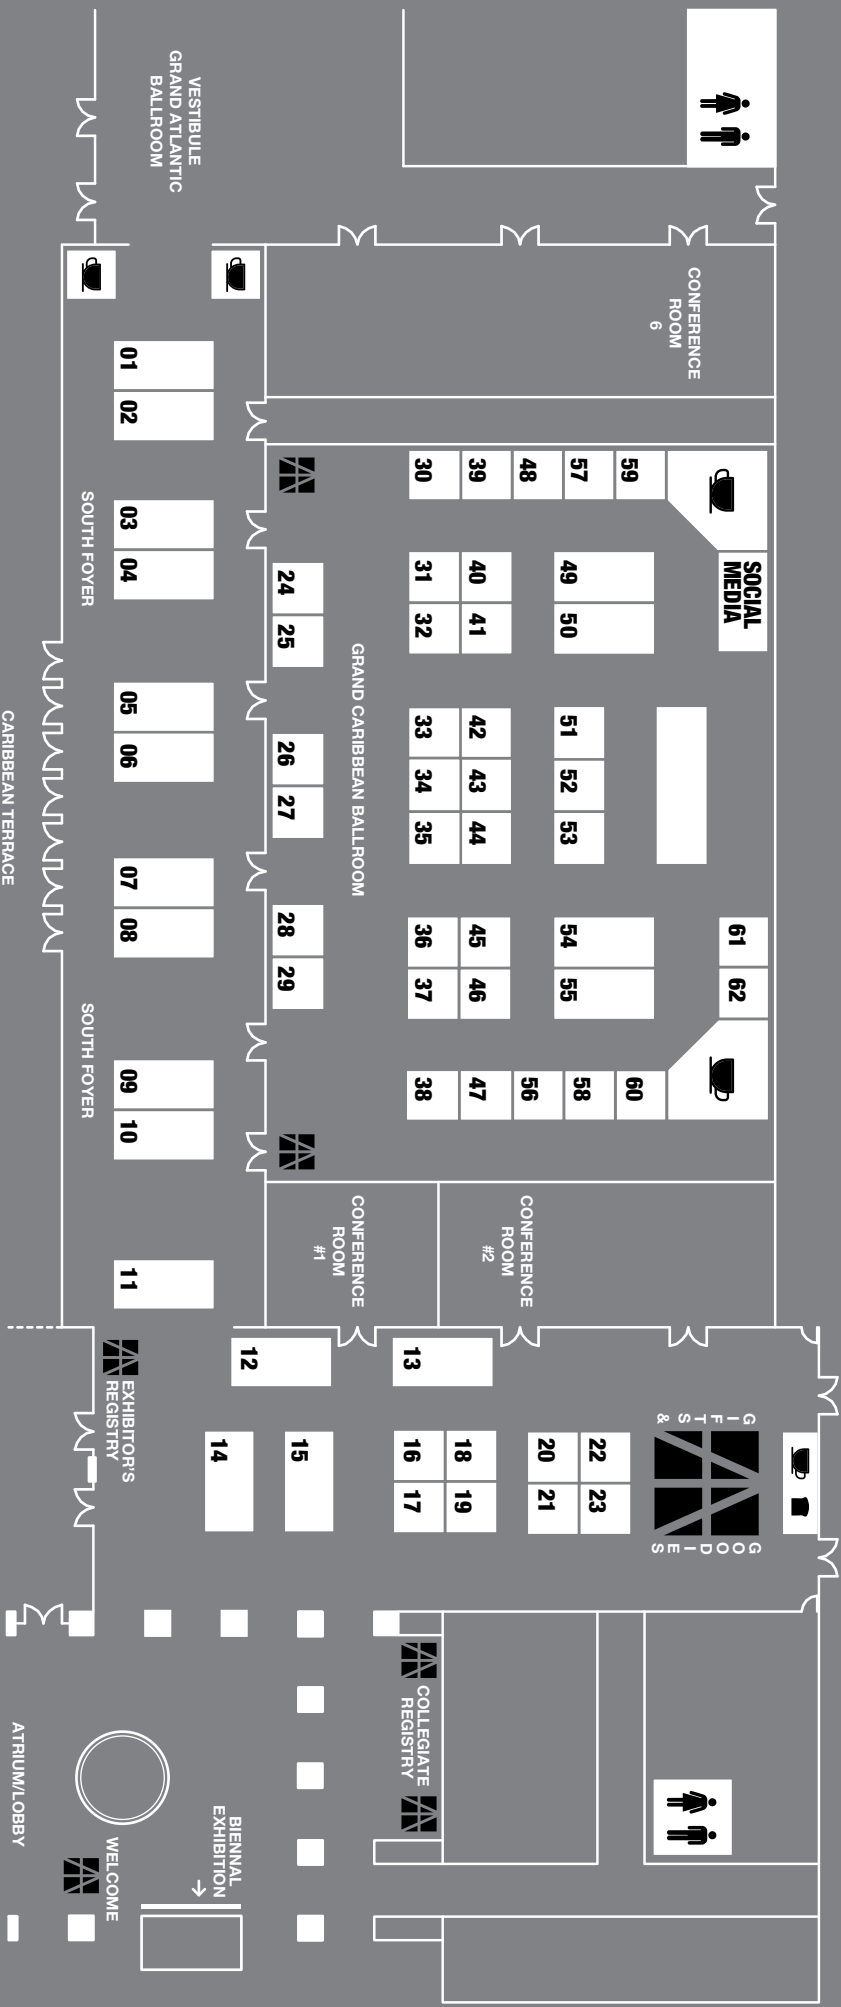 SOCIAL
MEDIA
61
62
GIFTS &
GOODIES
CONFERENCE
ROOM
6
59
60
57
58
49
50
51
52
53
54
55
22
23
48
56
20
21
CONFERENCE
ROOM
#2
39
40
41
42
43
44
45
46
47
18
19
30
31
32
33
34
35
36
37
38
13
16
17
COLLEGIATE
REGISTRY
GRAND CARIBBEAN BALLROOM
CONFERENCE
ROOM
#1
24
25
26
27
28
29
12
15
14
BIENNAL
EXHIBITION
VESTIBULE
GRAND ATLANTIC
BALLROOM
01
02
03
04
05
06
07
08
09
10
11
EXHIBITOR'S
REGISTRY
WELCOME
SOUTH FOYER
SOUTH FOYER
CARIBBEAN TERRACE
ATRIUM/LOBBY